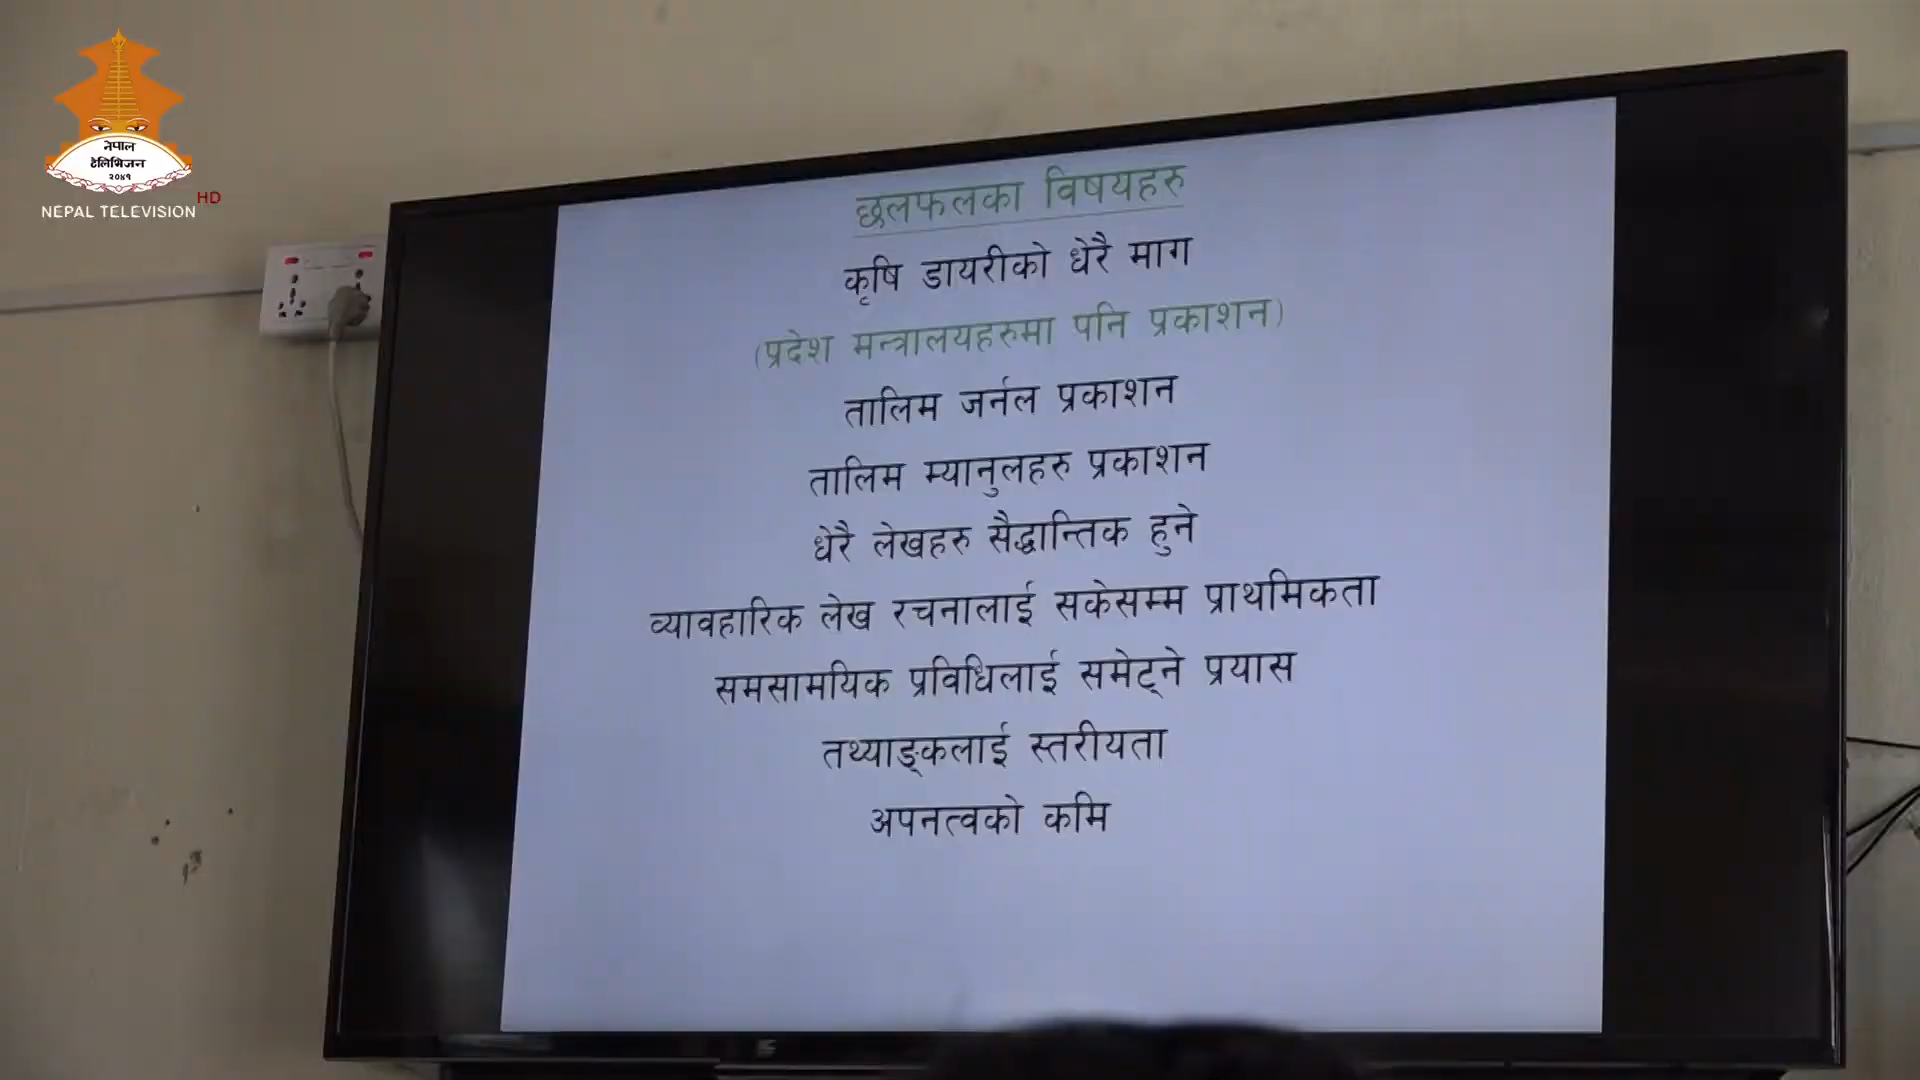 नेपाल
टेलिभिजन
२०४१
HD
NEPAL TELEVISION
छलफलका विषयहरु
कृषि डायरीको धेरै माग
(प्रदेश मन्त्रालयहरुमा पनि प्रकाशन)
तालिम जर्नल प्रकाशन
तालिम म्यानुलहरु प्रकाशन
धेरै लेखहरु सैद्धान्तिक हुने
व्यावहारिक लेख रचनालाई सकेसम्म प्राथमिकता
समसामयिक प्रविधिलाई समेट्ने प्रयास
तथ्याङ्कलाई स्तरीयता
अपनत्वको कमि